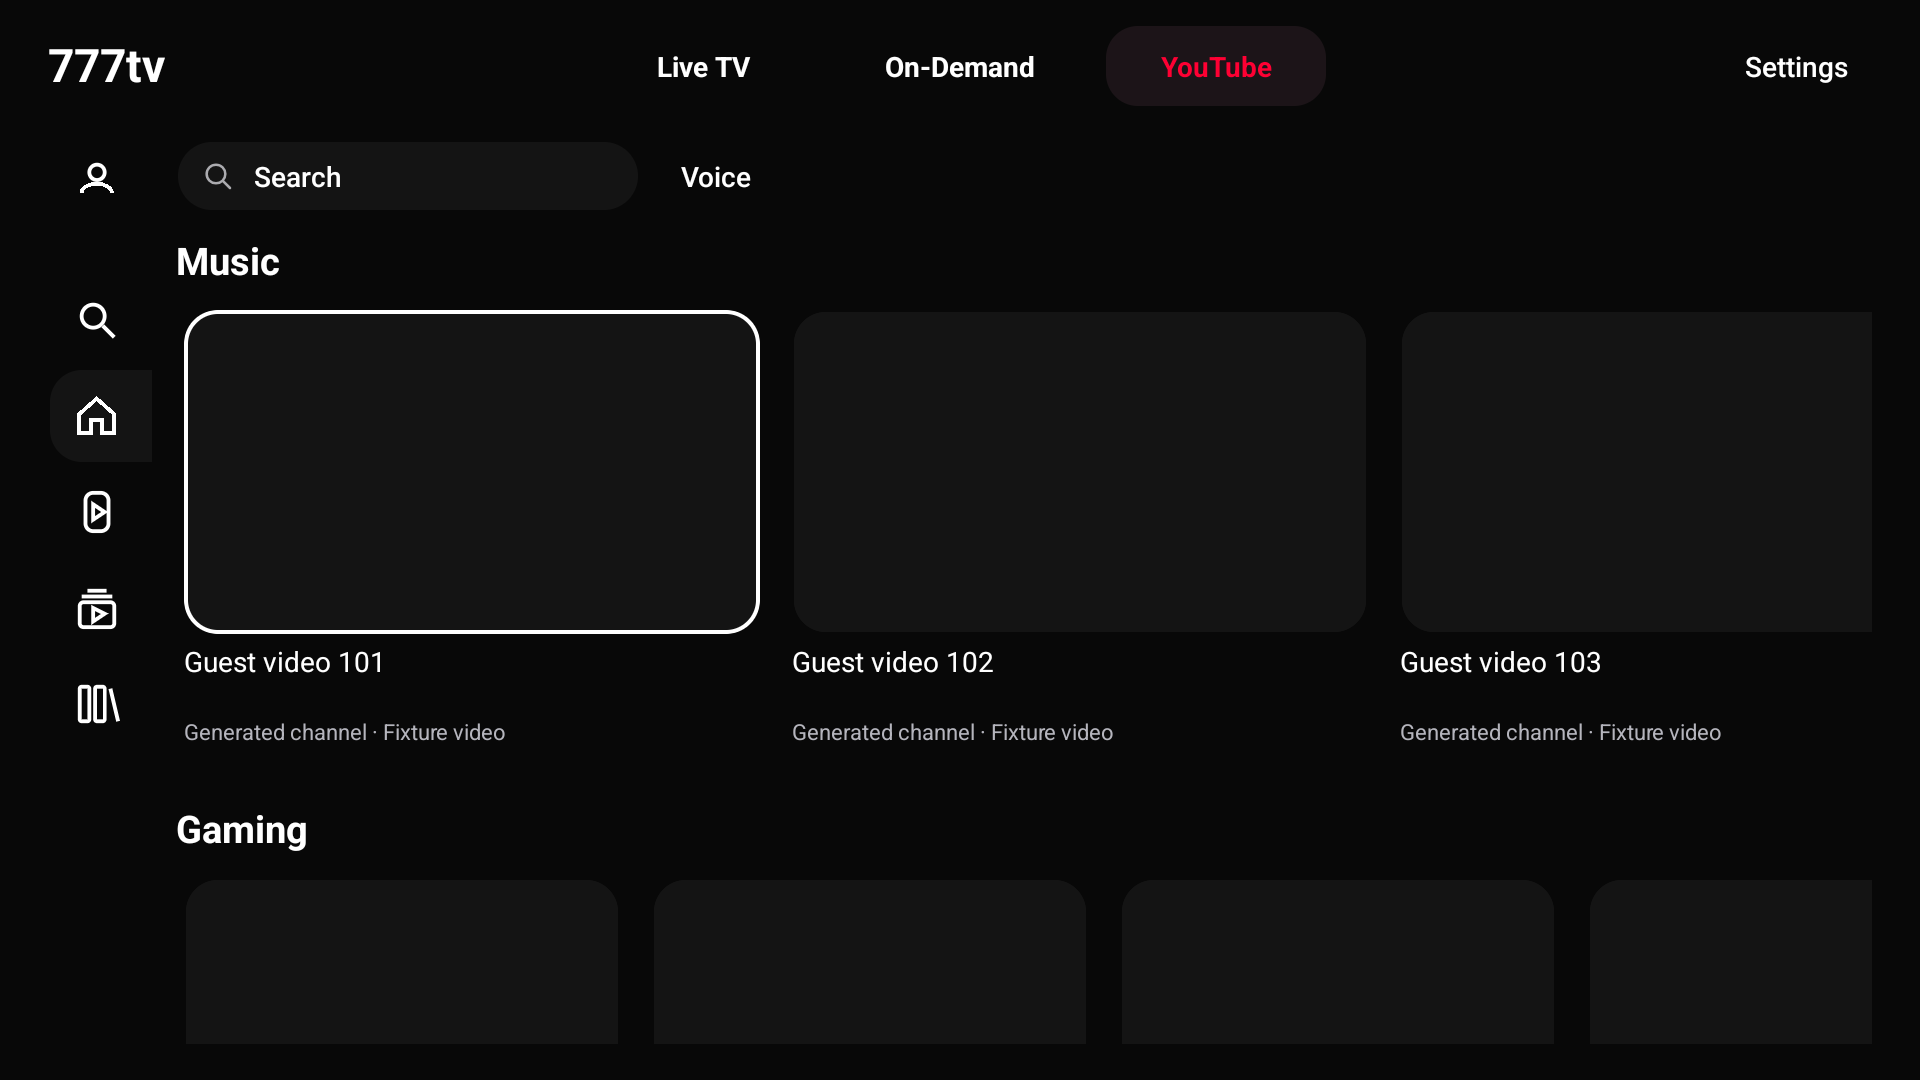 777tv
Live TV
On-Demand
YouTube
Settings
Search
Voice
Music
Guest video 101
Guest video 102
Guest video 103
Generated channel · Fixture video
Generated channel · Fixture video
Generated channel · Fixture video
Gaming